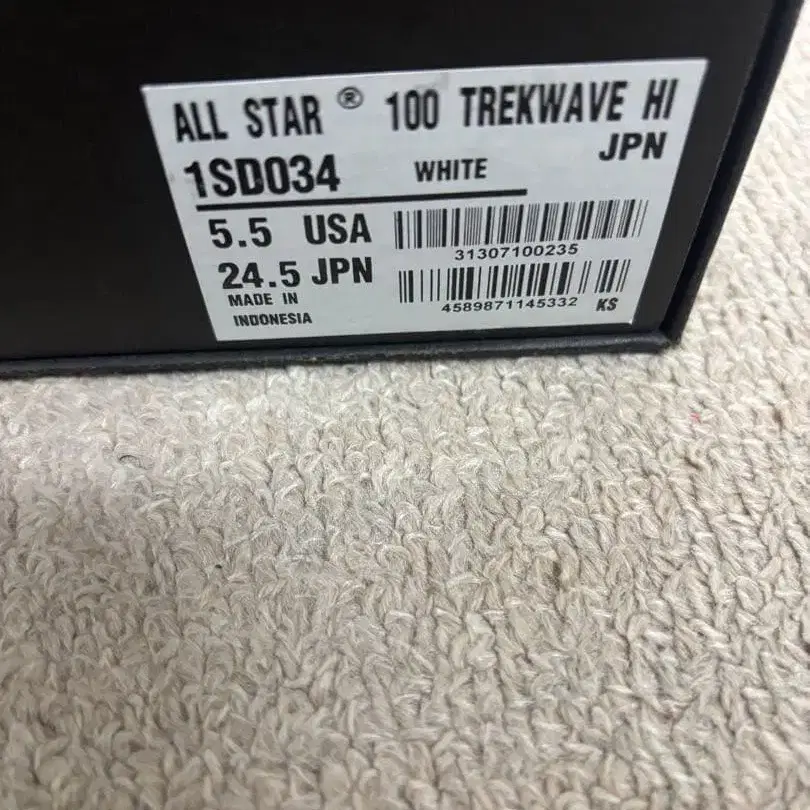 ALL STAR ® 100 TREKWAVE HI
JPN
1SD034 WHITE
5.5 USA
31307100235
24.5 JPN
4589871145332 KS
MADE IN
INDONESIA